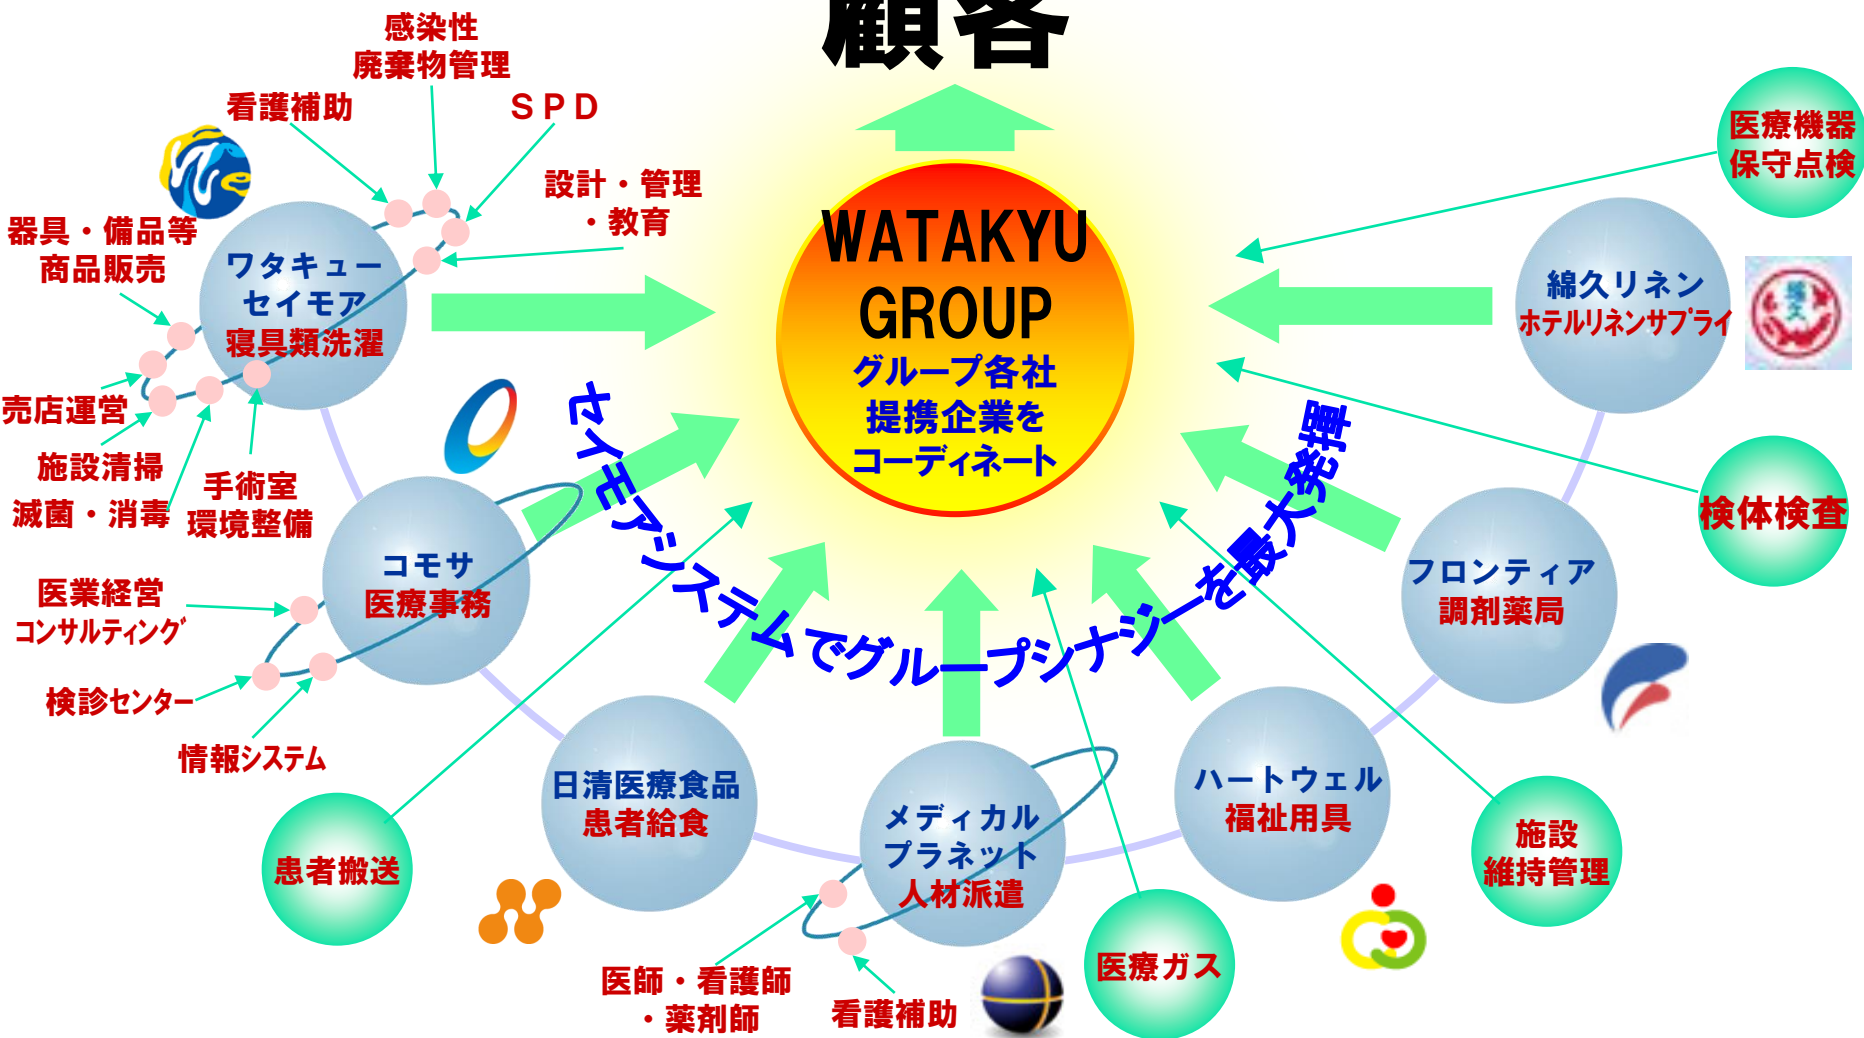 顧客
感染性
廃棄物管理
看護補助
ＳＰＤ
設計・管理
・教育
器具・備品等
商品販売
ワタキュー
セイモア
寝具類洗濯
売店運営
施設清掃
滅菌・消毒
手術室
環境整備
WATAKYU
GROUP
グループ各社
提携企業を
コーディネート
医療機器
保守点検
綿久リネン
ホテルリネンサプライ
綿久
検体検査
セイモアシステムでグループシナジーを最大発揮
コモサ
医療事務
医業経営
コンサルティング
検診センター
情報システム
フロンティア
調剤薬局
日清医療食品
患者給食
メディカル
プラネット
人材派遣
ハートウェル
福祉用具
施設
維持管理
患者搬送
医師・看護師
・薬剤師
看護補助
医療ガス